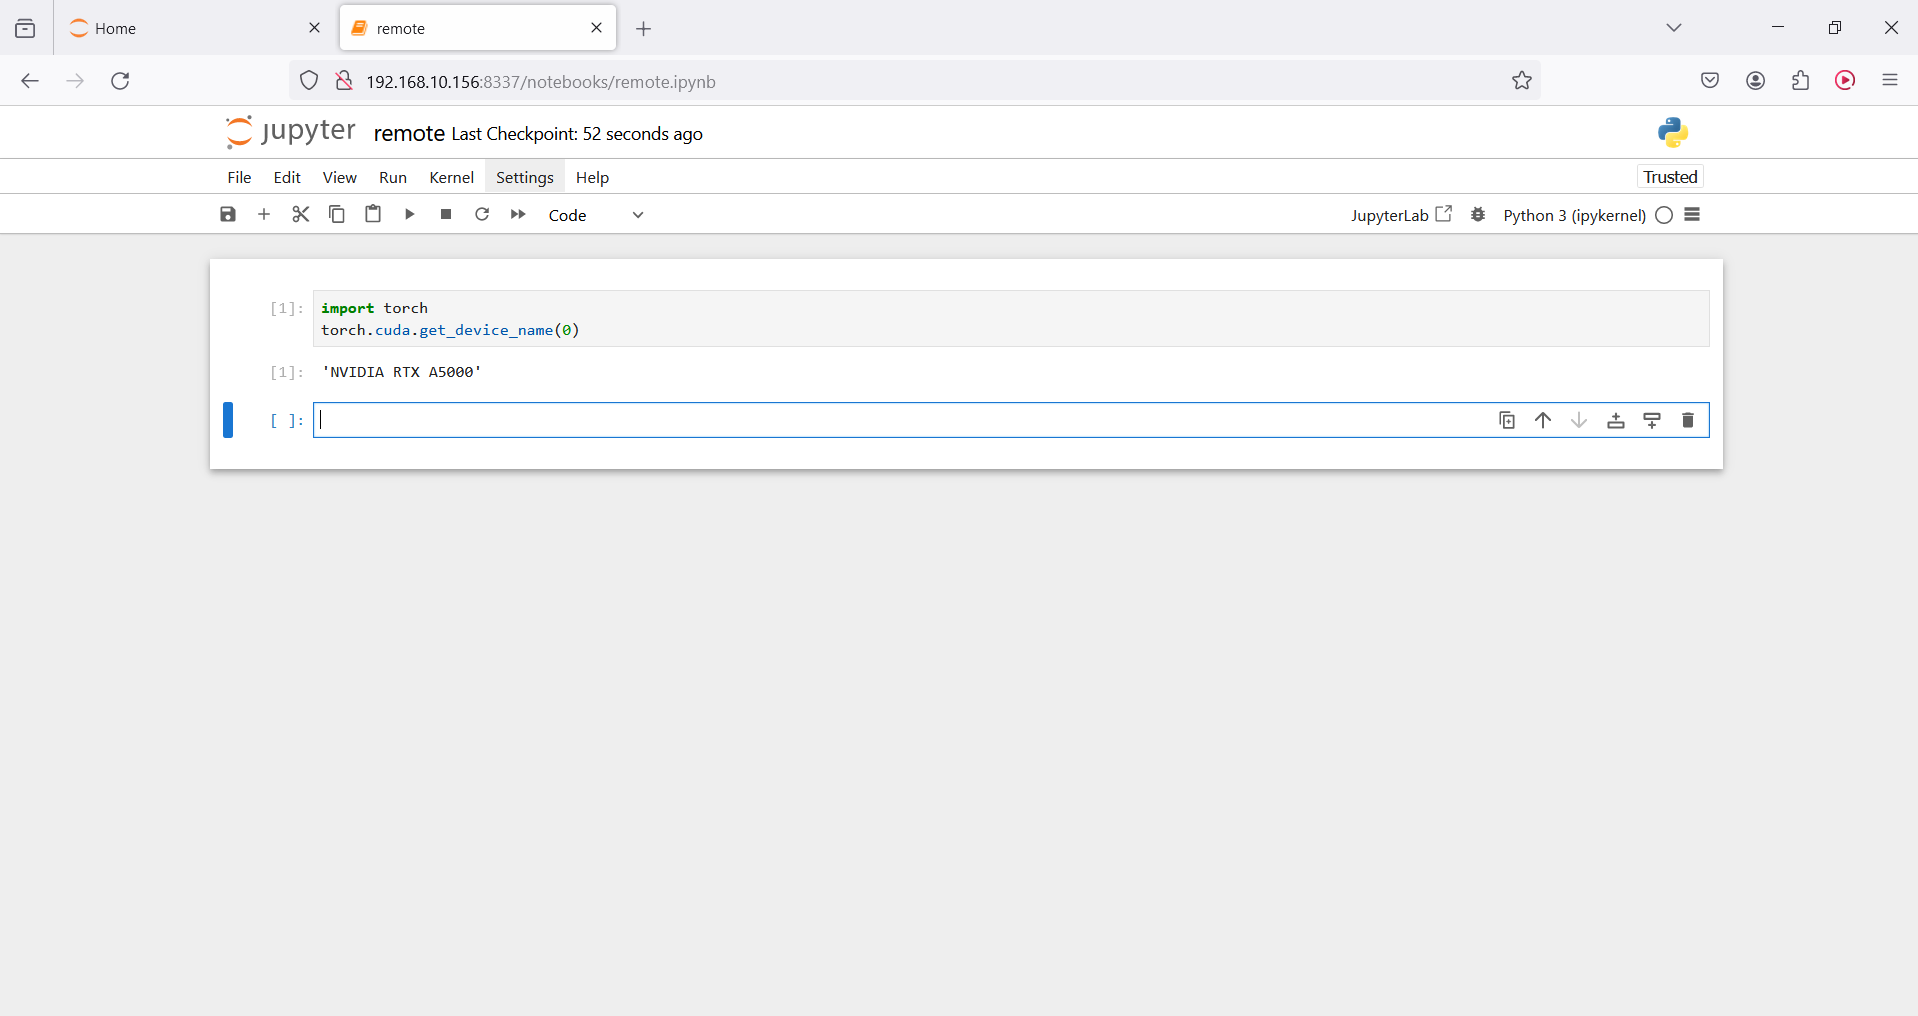 Home
remote
192.168.10.156:8337/notebooks/remote.ipynb
jupyter remote Last Checkpoint: 52 seconds ago
File Edit View Run Kernel Settings Help Trusted
Code JupyterLab Python 3 (ipykernel)
[1]: import torch
torch.cuda.get_device_name(0)
[1]: 'NVIDIA RTX A5000'
[ ]: